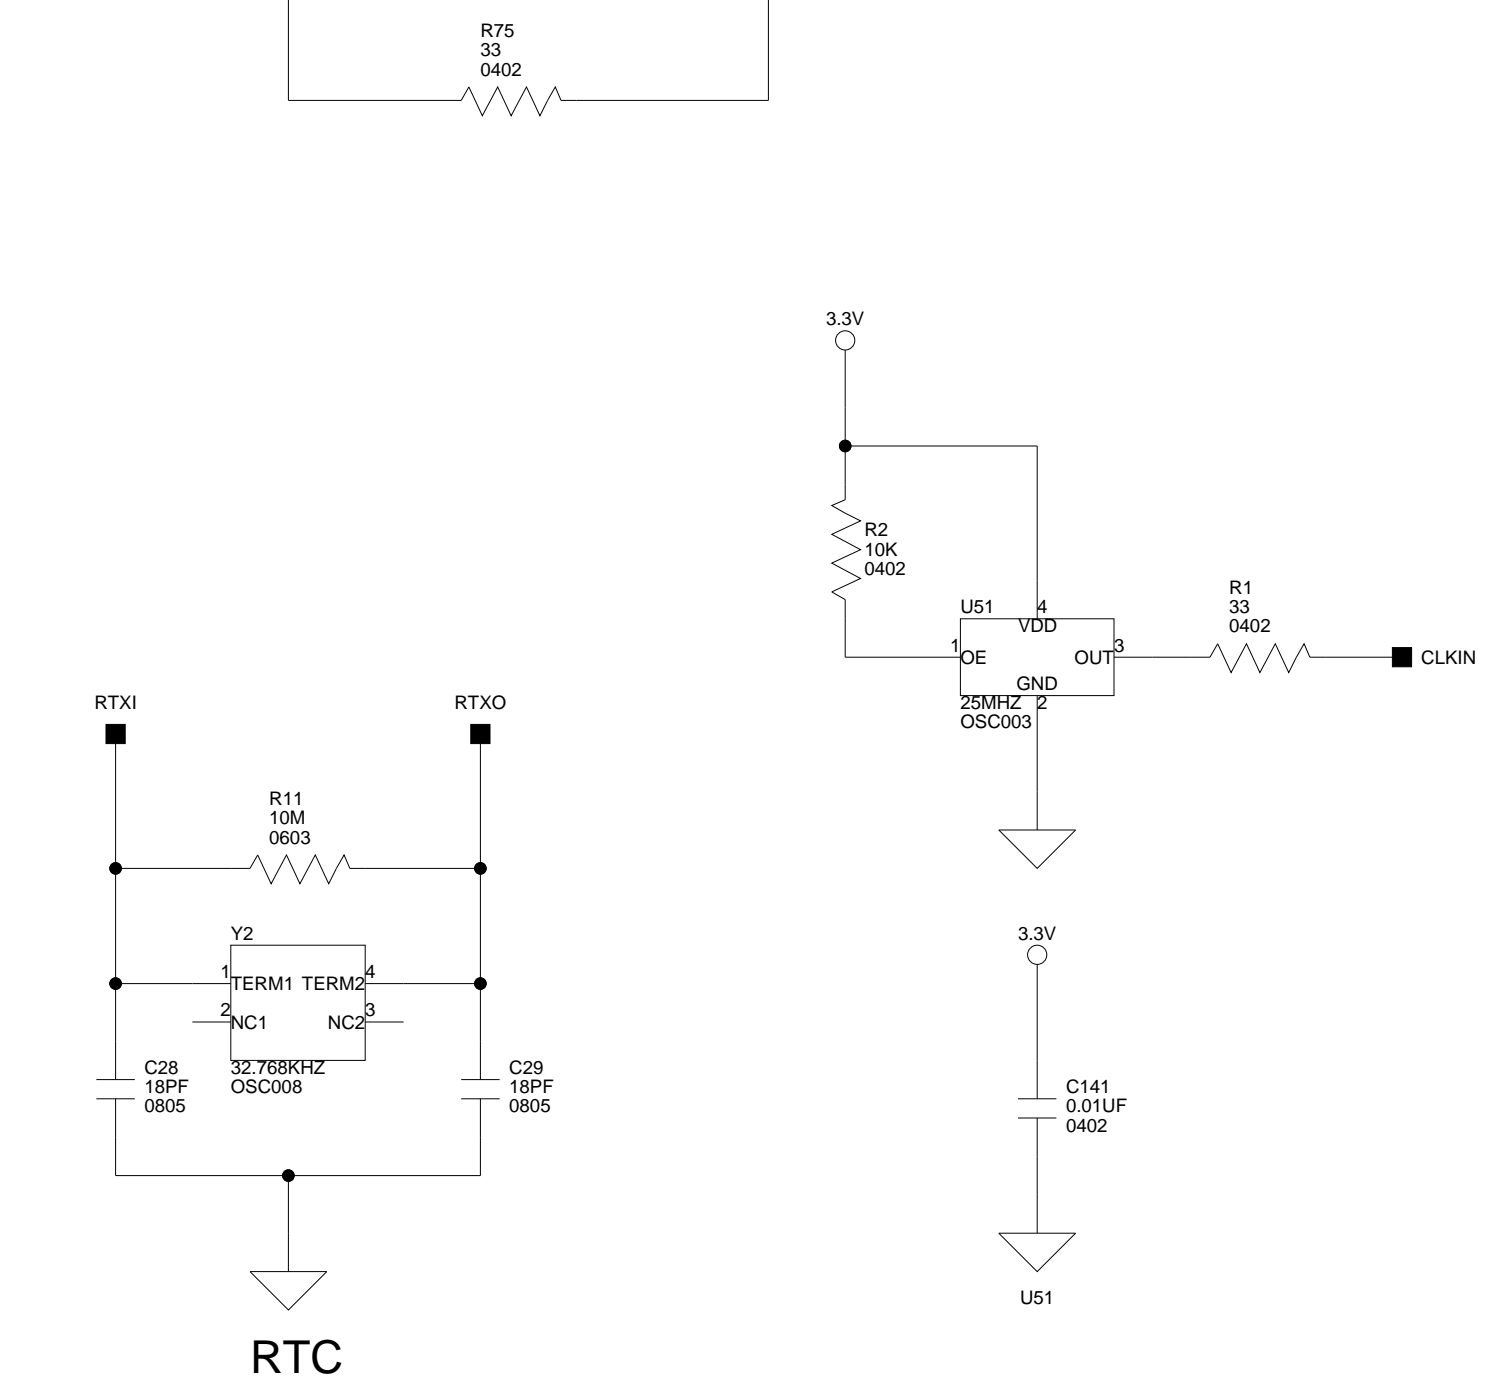 R75
33
0402
3.3V
R2
10K
0402
U51
4
VDD
1
OE
OUT
3
GND
25MHZ
2
OSC003
R1
33
0402
CLKIN
RTXI
RTXO
R11
10M
0603
Y2
1
TERM1
TERM2
4
2
NC1
NC2
3
32.768KHZ
OSC008
C28
18PF
0805
C29
18PF
0805
3.3V
C141
0.01UF
0402
U51
RTC